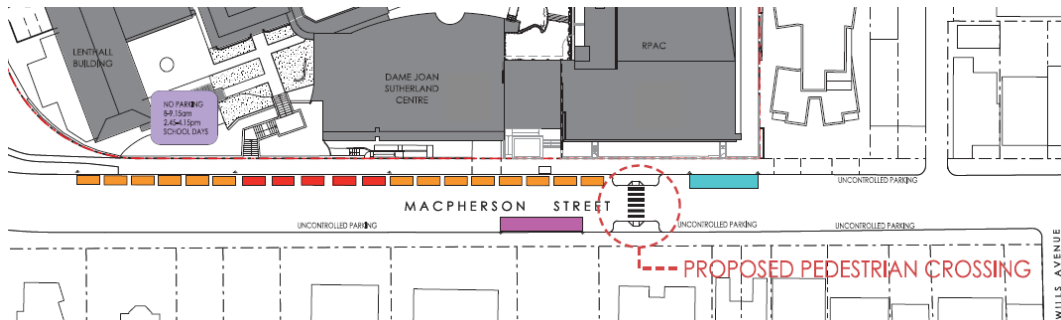 LENTHALL
BUILDING
DAME JOAN
SUTHERLAND
CENTRE
RPAC
NO PARKING
8-9.15am
2.45-4.15pm
SCHOOL DAYS
UNCONTROLLED PARKING
MACPHERSON STREET
UNCONTROLLED PARKING
UNCONTROLLED PARKING
UNCONTROLLED PARKING
PROPOSED PEDESTRIAN CROSSING
WILLS AVENUE